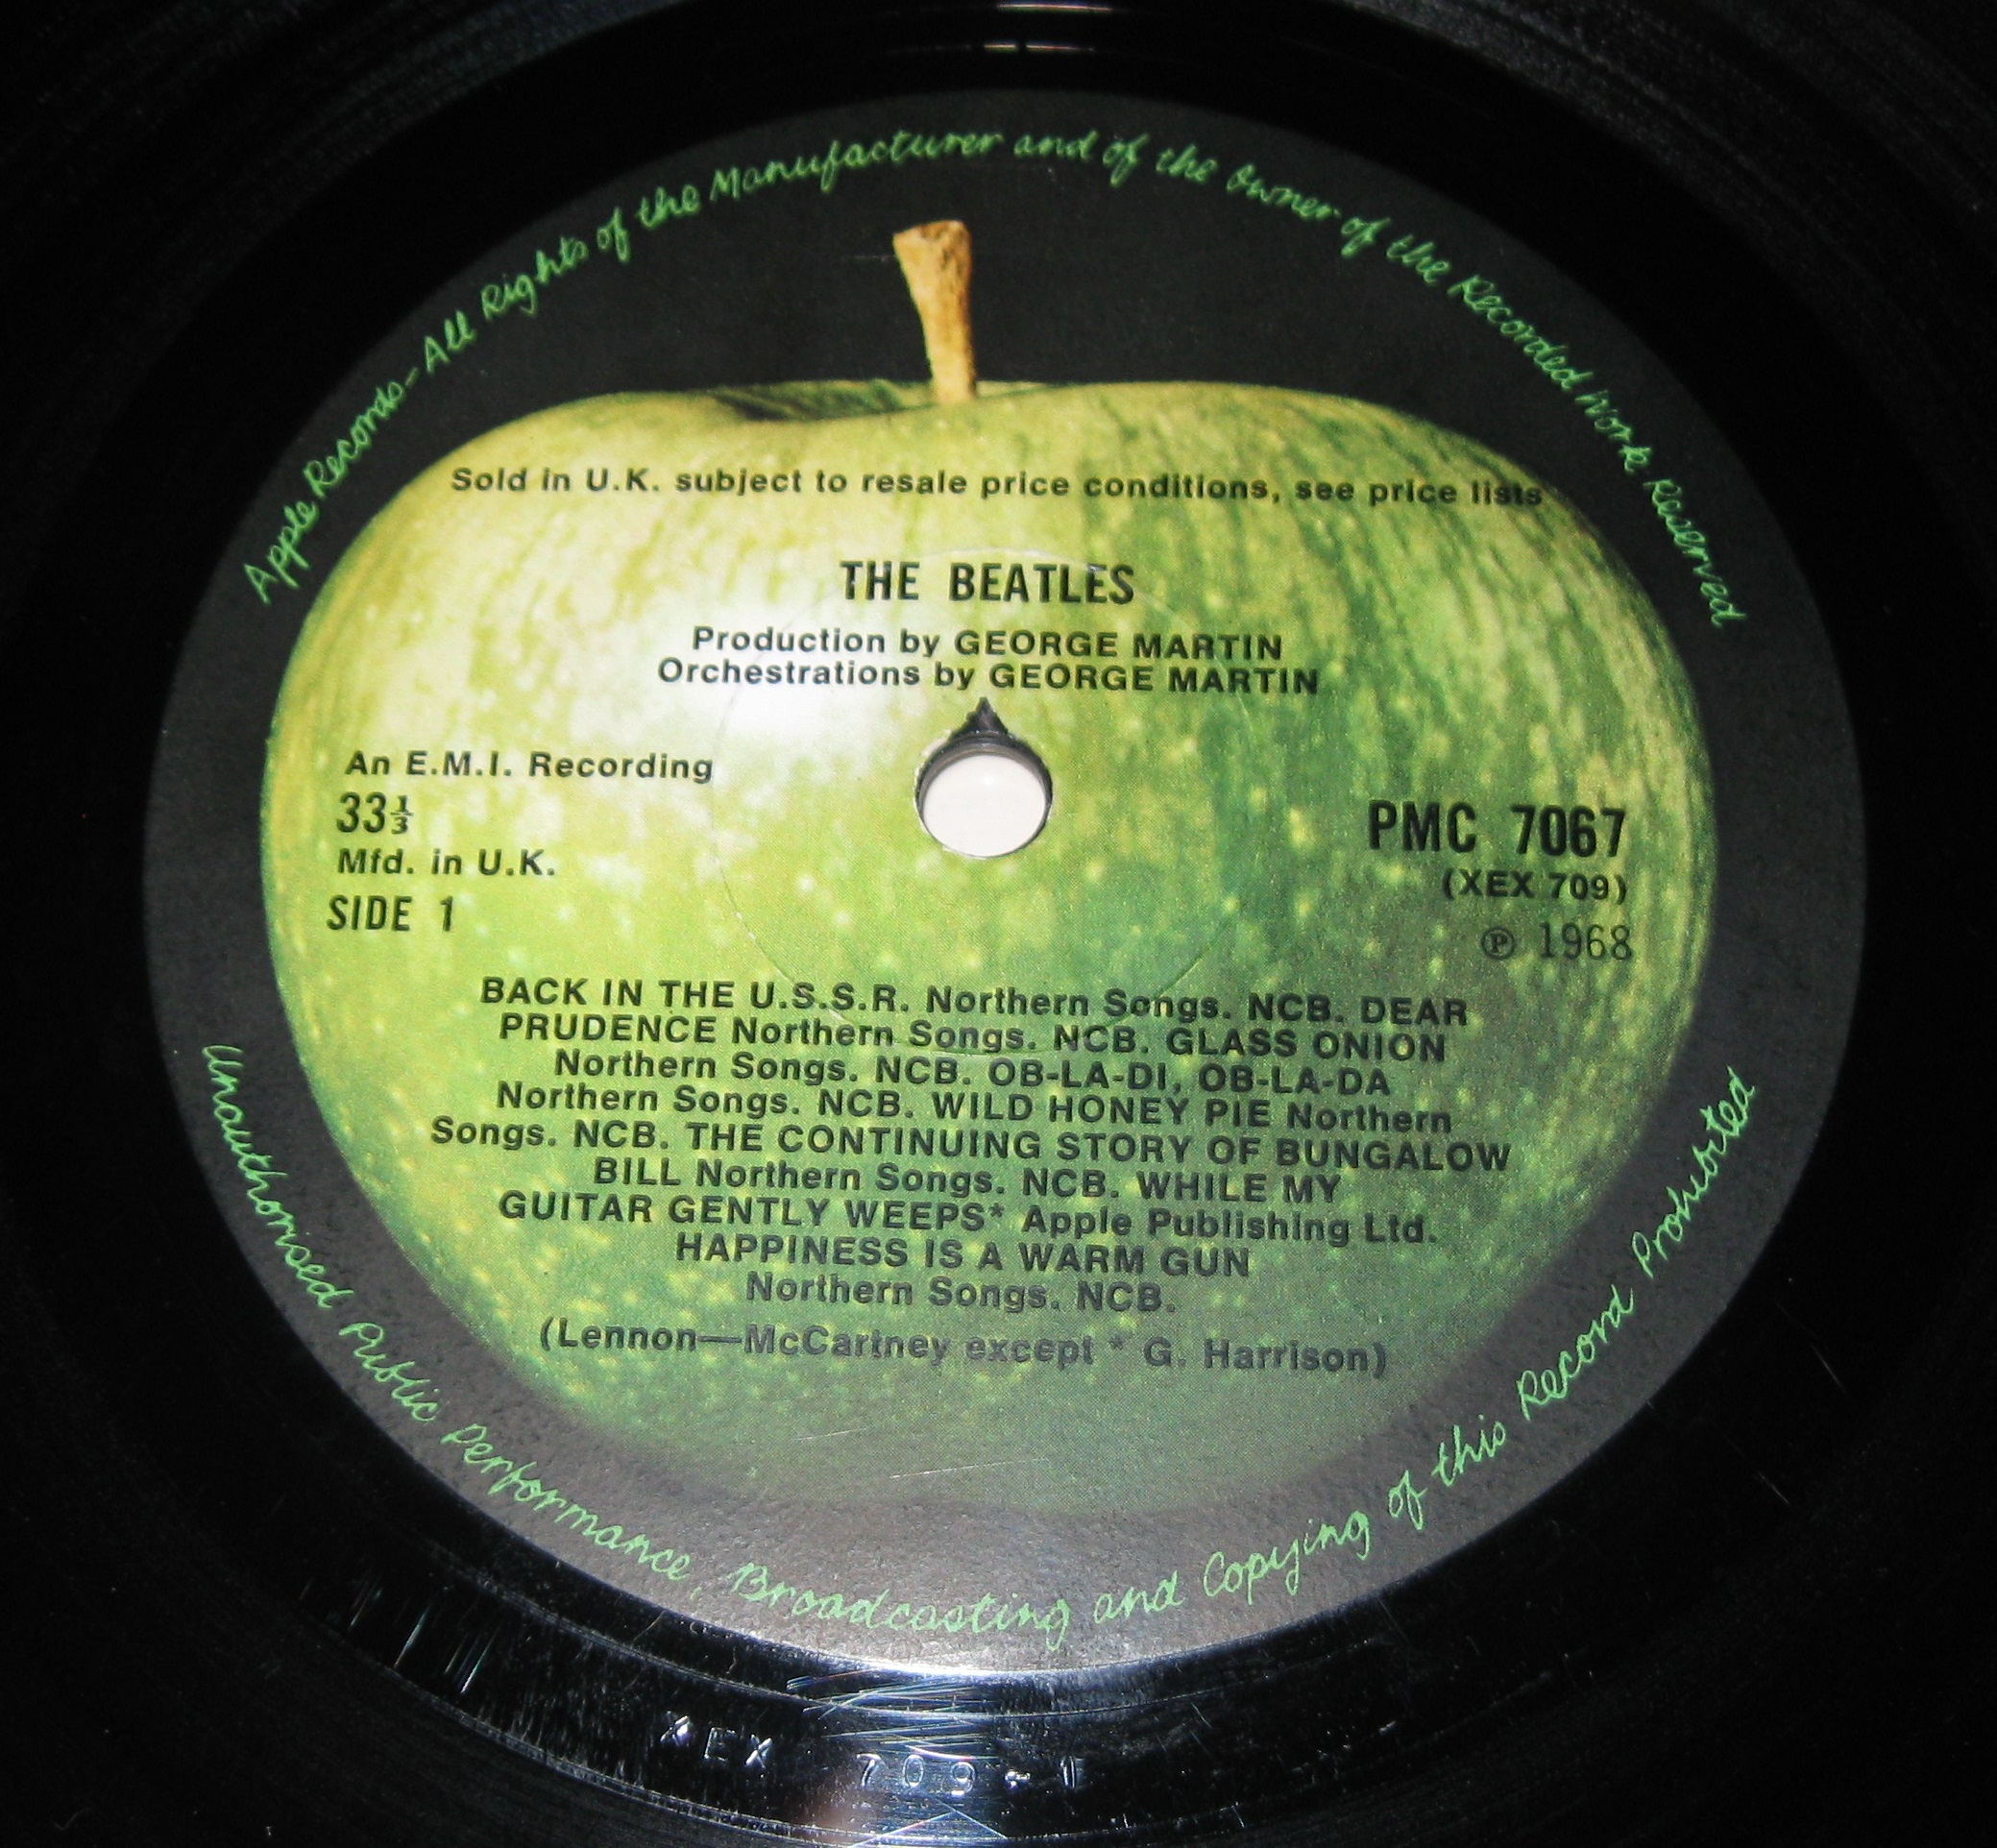 Apple Records-All Rights of the Manufacturer and of the Owner of the Recorded Work Reserved
Sold in U.K. subject to resale price conditions, see price lists
THE BEATLES
Production by GEORGE MARTIN
Orchestrations by GEORGE MARTIN
An E.M.I. Recording
33⅓
Mfd. in U.K.
SIDE 1
PMC 7067
(XEX 709)
℗ 1968
BACK IN THE U.S.S.R. Northern Songs. NCB. DEAR
PRUDENCE Northern Songs. NCB. GLASS ONION
Northern Songs. NCB. OB-LA-DI, OB-LA-DA
Northern Songs. NCB. WILD HONEY PIE Northern
Songs. NCB. THE CONTINUING STORY OF BUNGALOW
BILL Northern Songs. NCB. WHILE MY
GUITAR GENTLY WEEPS* Apple Publishing Ltd.
HAPPINESS IS A WARM GUN
Northern Songs. NCB.
(Lennon—McCartney except * G. Harrison)
Unauthorised Public Performance, Broadcasting and Copying of this Record Prohibited
XEX 709-1